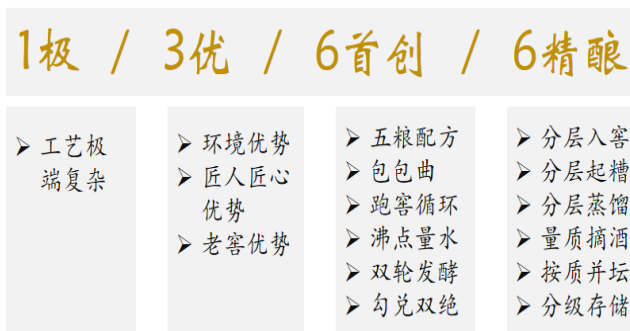 1极 / 3优 / 6首创 / 6精酿
➢ 工艺极
端复杂
➢ 环境优势
➢ 匠人匠心
优势
➢ 老窖优势
➢ 五粮配方
➢ 包包曲
➢ 跑窖循环
➢ 沸点量水
➢ 双轮发酵
➢ 勾兑双绝
➢ 分层入窖
➢ 分层起糟
➢ 分层蒸馏
➢ 量质摘酒
➢ 按质并坛
➢ 分级存储